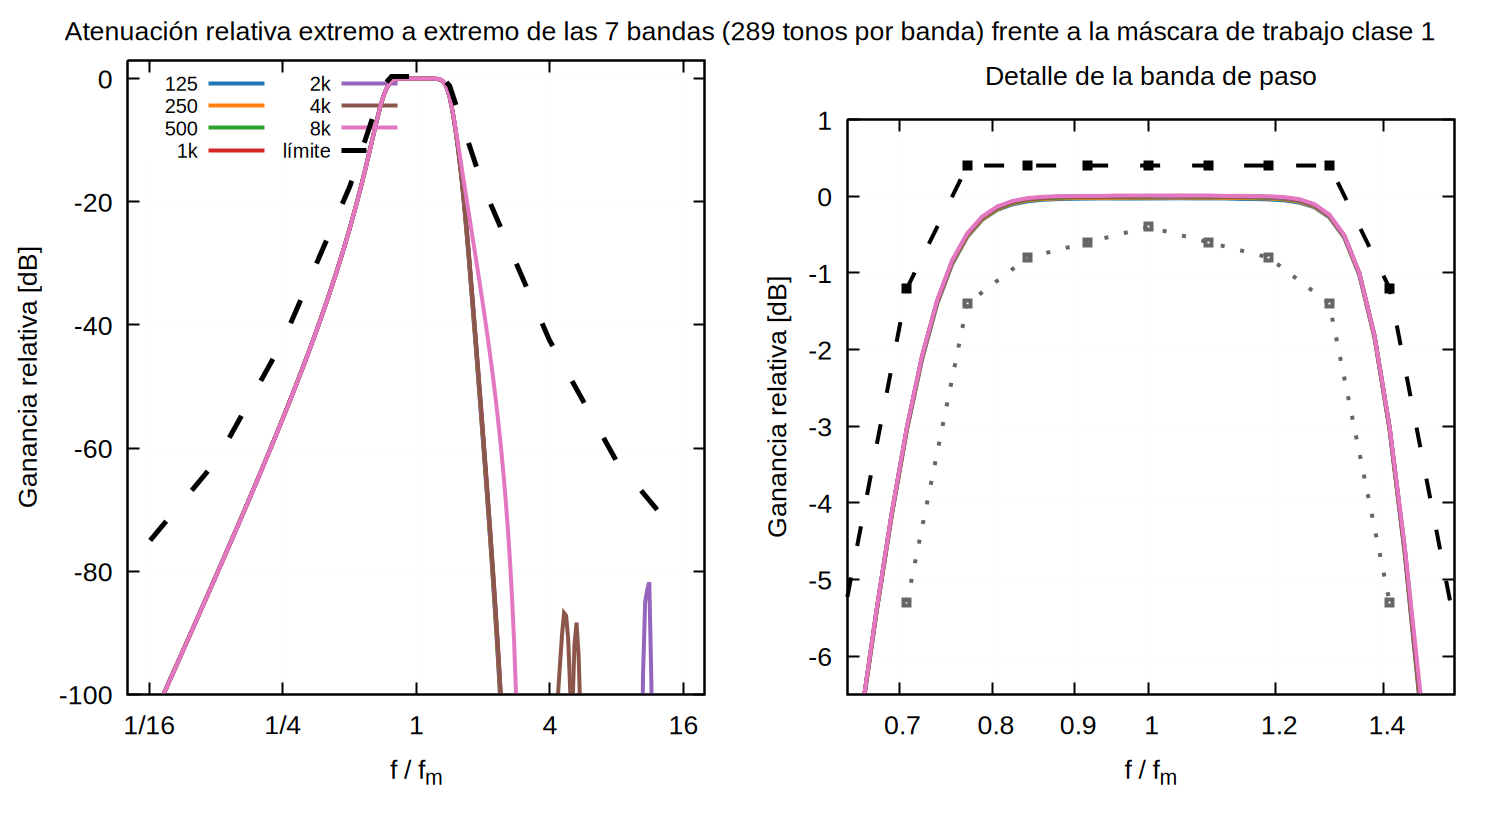 Atenuación relativa extremo a extremo de las 7 bandas (289 tonos por banda) frente a la máscara de trabajo clase 1
0
-20
-40
-60
-80
-100
1/16
1/4
1
4
16
Ganancia relativa [dB]
f / fm
125
250
500
1k
2k
4k
8k
límite
Detalle de la banda de paso
1
0
-1
-2
-3
-4
-5
-6
0.7
0.8
0.9
1
1.2
1.4
Ganancia relativa [dB]
f / fm